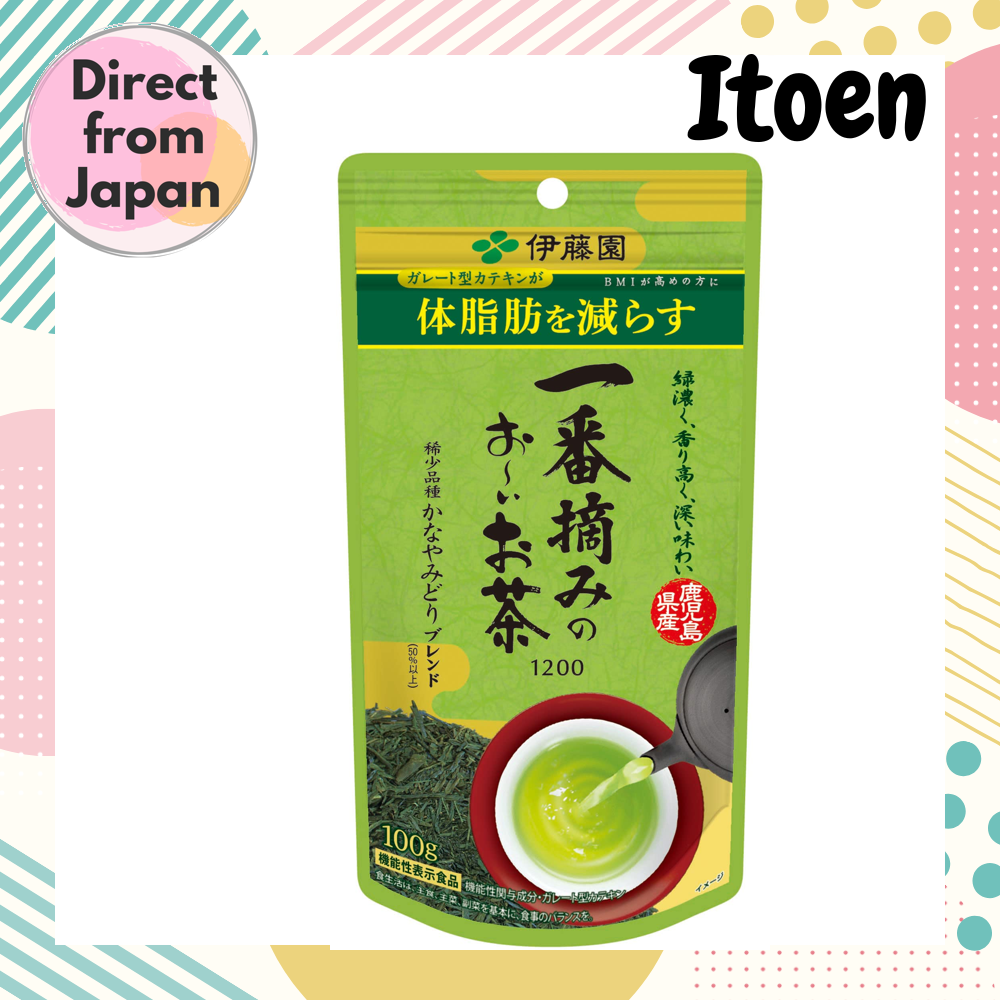 Direct
from
Japan
Itoen
伊藤園
ガレート型カテキンが
BMIが高めの方に
体脂肪を減らす
緑濃く、香り高く、深い味わい
鹿児島
県産
一番摘みの
お～いお茶
1200
稀少品種 かなやみどり ブレンド
(50%以上)
100g
機能性表示食品
機能性関与成分・ガレート型カテキン
食生活は、主食、主菜、副菜を基本に、食事のバランスを。
イメージ